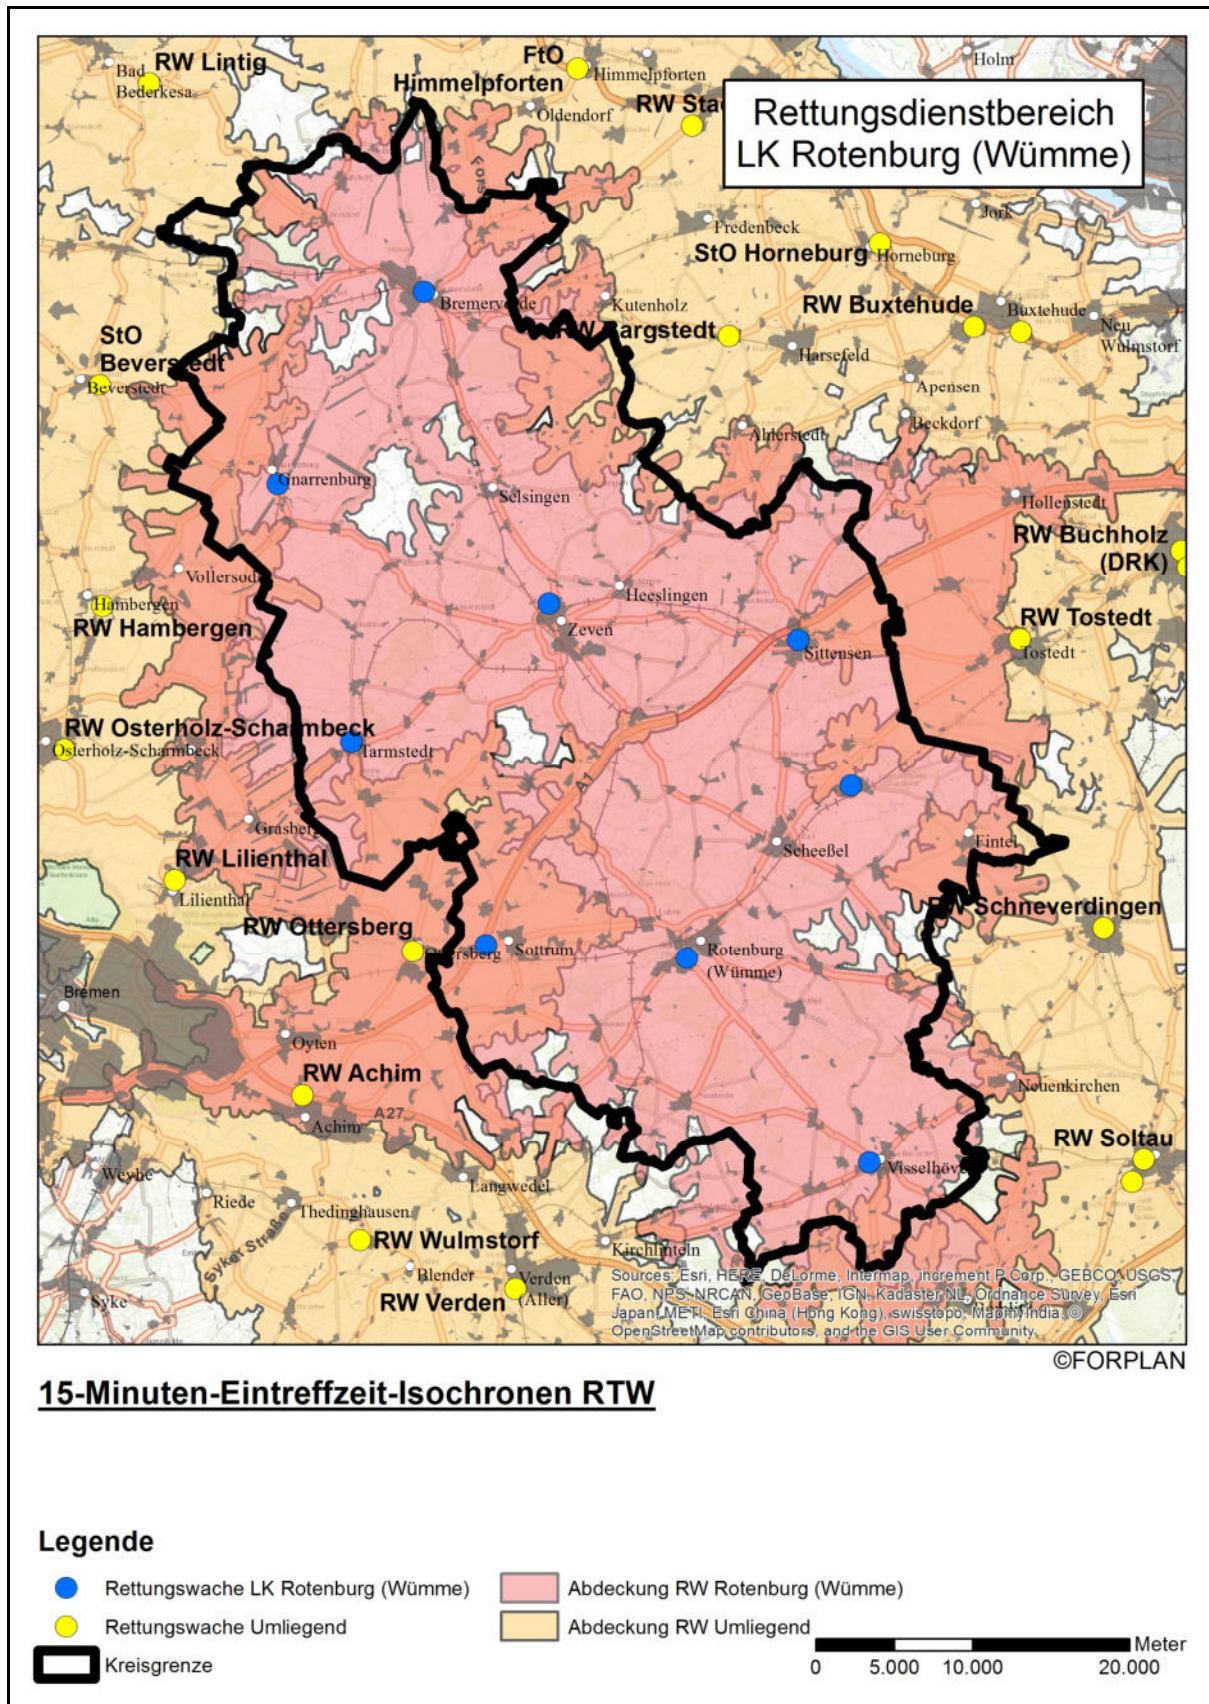 Rettungsdienstbereich
LK Rotenburg (Wümme)
RW Lintig
Bad
Bederkesa
FtO
Himmelpforten
Himmelpforten
Oldendorf
Holm
RW Sta
Jork
Fredenbeck
StO Horneburg
Horneburg
RW Buxtehude
Buxtehude
Neu
Wulmstorf
Bremervörde
Kutenholz
RW Bargstedt
Harsefeld
StO
Beverstedt
Beverstedt
Apensen
Beckdorf
Ahlerstedt
Gnarrenburg
Selsingen
Hollenstedt
RW Buchholz
(DRK)
Vollersode
Hambergen
RW Hambergen
Heeslingen
Zeven
Sittensen
RW Tostedt
Tostedt
RW Osterholz-Scharmbeck
Osterholz-Scharmbeck
Tarmstedt
A1
Grasberg
Scheeßel
Fintel
RW Lilienthal
Lilienthal
RW Ottersberg
Ottersberg
Sottrum
Rotenburg
(Wümme)
RW Schneverdingen
Bremen
Oyten
RW Achim
Achim
A27
Neuenkirchen
RW Soltau
Visselhöve
Weyhe
Riede
Thedinghausen
Langwedel
Syker Straße
RW Wulmstorf
Kirchlinteln
Blender
Syke
RW Verden
Verden
(Aller)
Sources: Esri, HERE, DeLorme, Intermap, increment P Corp., GEBCO, USGS,
FAO, NPS, NRCAN, GeoBase, IGN, Kadaster NL, Ordnance Survey, Esri
Japan, METI, Esri China (Hong Kong), swisstopo, MapmyIndia, ©
OpenStreetMap contributors, and the GIS User Community
©FORPLAN
15-Minuten-Eintreffzeit-Isochronen RTW
Legende
Rettungswache LK Rotenburg (Wümme)
Abdeckung RW Rotenburg (Wümme)
Rettungswache Umliegend
Abdeckung RW Umliegend
Kreisgrenze
Meter
0 5.000 10.000 20.000